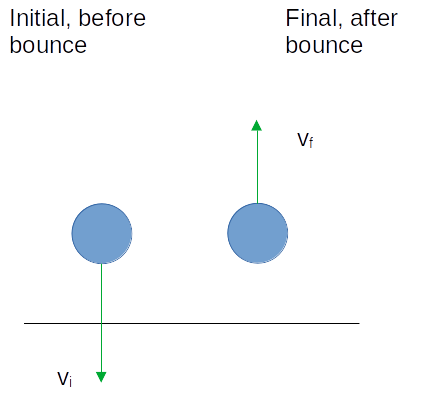 Initial, before
bounce
Final, after
bounce
vf
vi